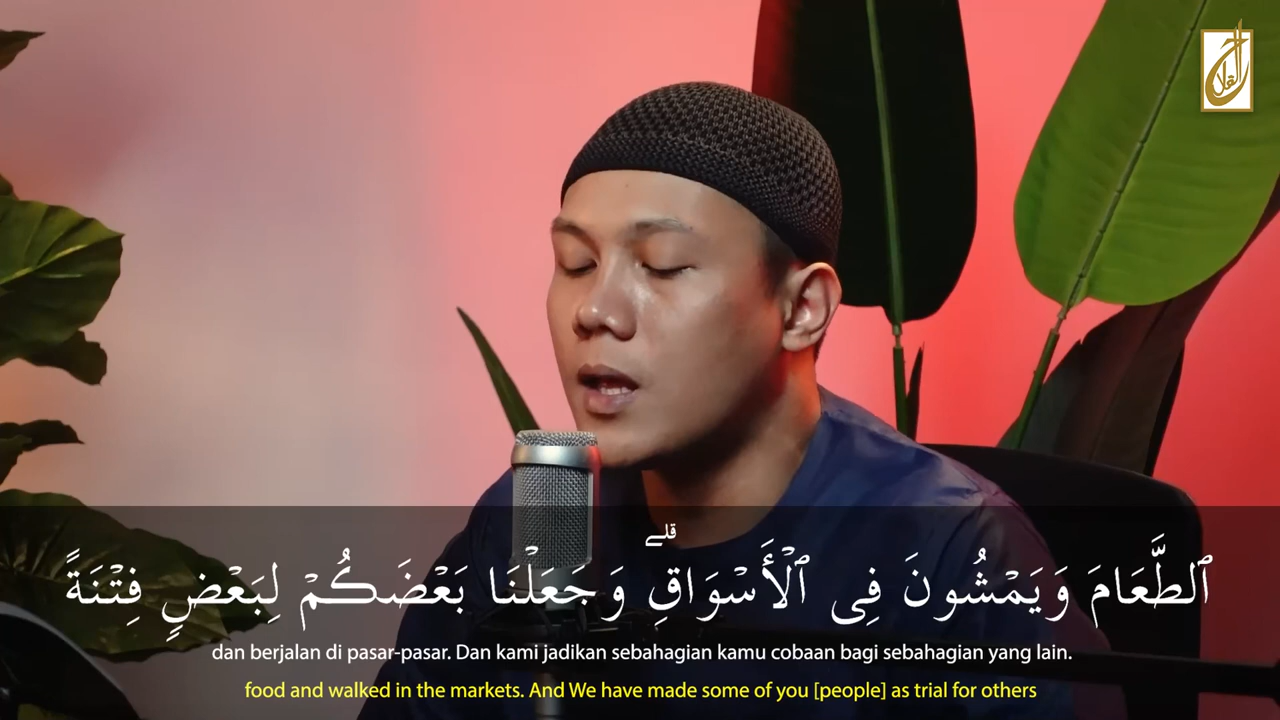 ٱلطَّعَامَ وَيَمْشُونَ فِى ٱلْأَسْوَاقِ ۗ وَجَعَلْنَا بَعْضَكُمْ لِبَعْضٍ فِتْنَةً
dan berjalan di pasar-pasar. Dan kami jadikan sebahagian kamu cobaan bagi sebahagian yang lain.
food and walked in the markets. And We have made some of you [people] as trial for others